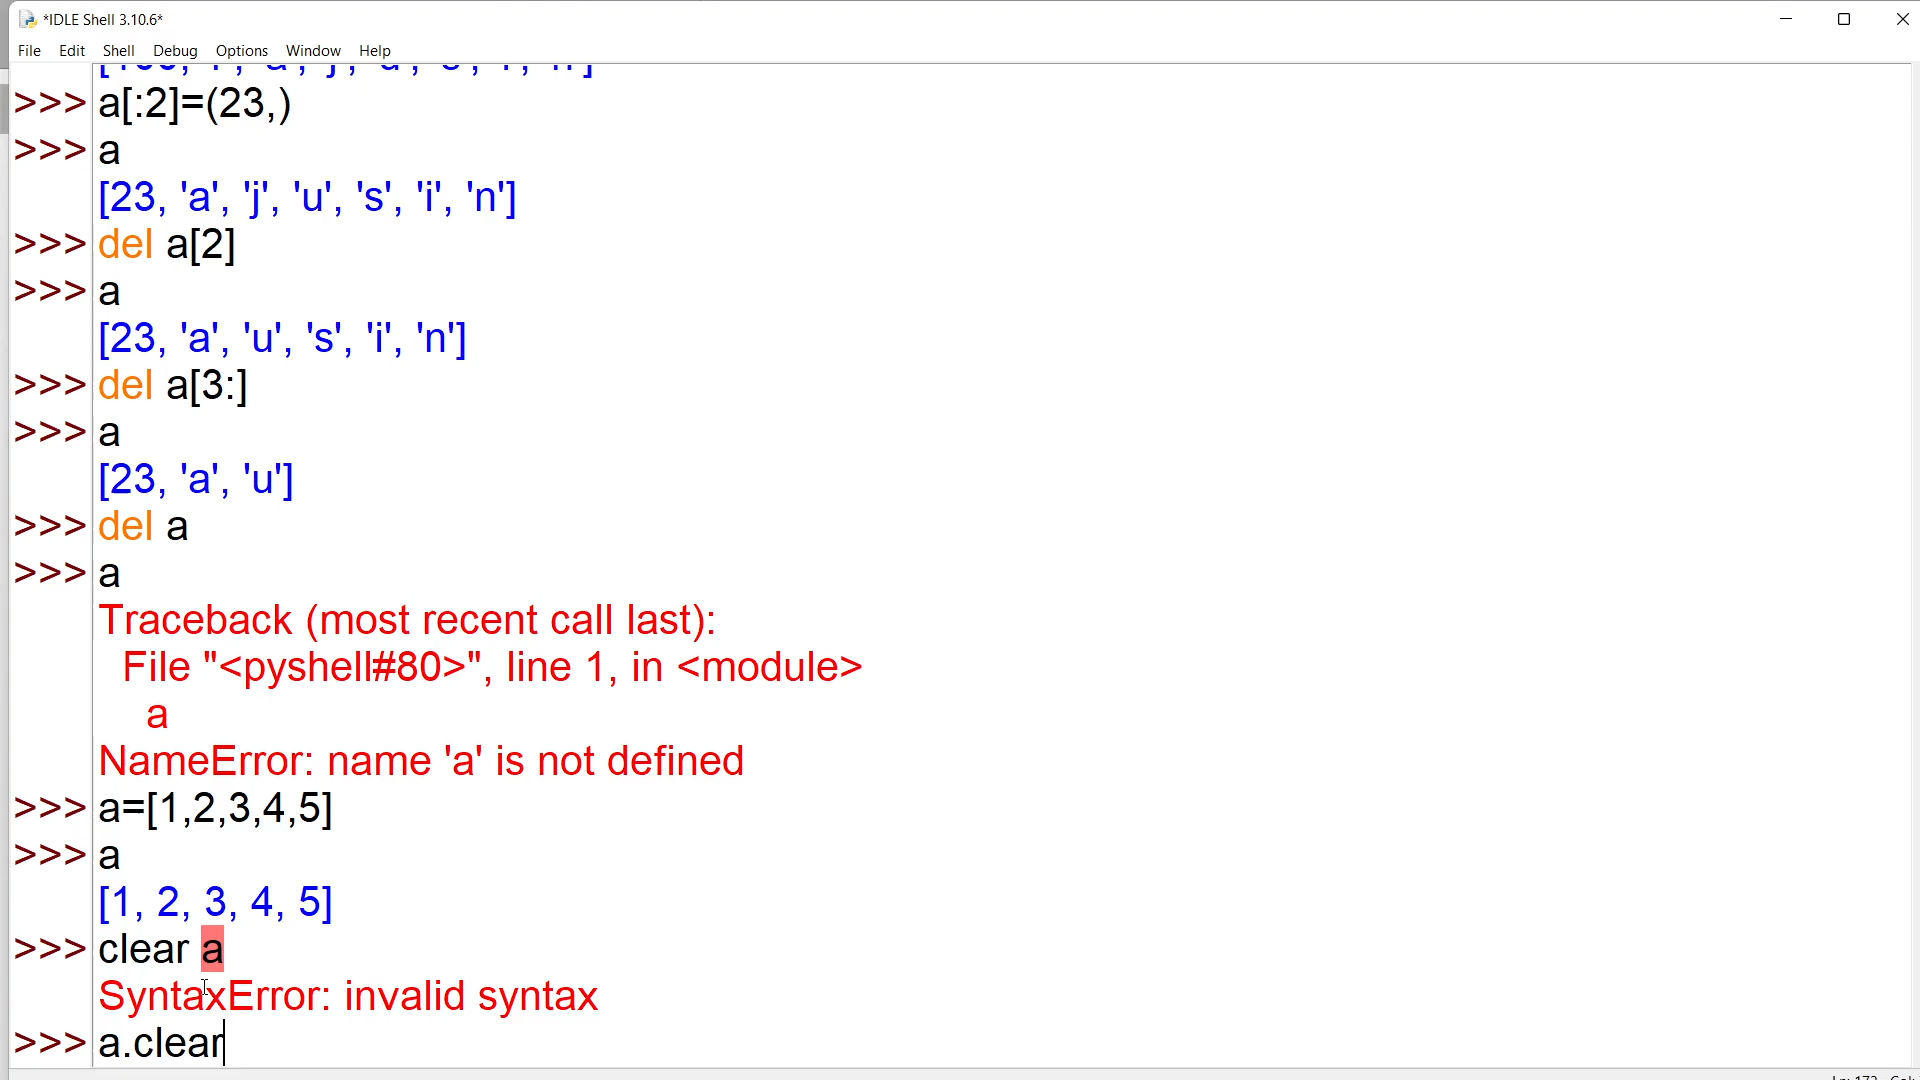 *IDLE Shell 3.10.6*
File Edit Shell Debug Options Window Help
>>> a[:2]=(23,)
>>> a
[23, 'a', 'j', 'u', 's', 'i', 'n']
>>> del a[2]
>>> a
[23, 'a', 'u', 's', 'i', 'n']
>>> del a[3:]
>>> a
[23, 'a', 'u']
>>> del a
>>> a
Traceback (most recent call last):
File "<pyshell#80>", line 1, in <module>
a
NameError: name 'a' is not defined
>>> a=[1,2,3,4,5]
>>> a
[1, 2, 3, 4, 5]
>>> clear a
SyntaxError: invalid syntax
>>> a.clear